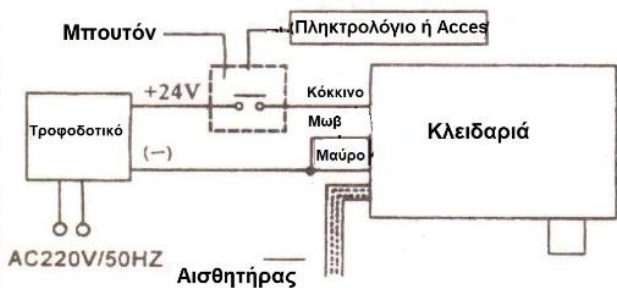 Μπουτόν
(Πληκτρολόγιο ή Acces
+24V
Κόκκινο
Τροφοδοτικό
Μωβ
Κλειδαριά
(–)
Μαύρο
AC220V/50HZ
Αισθητήρας